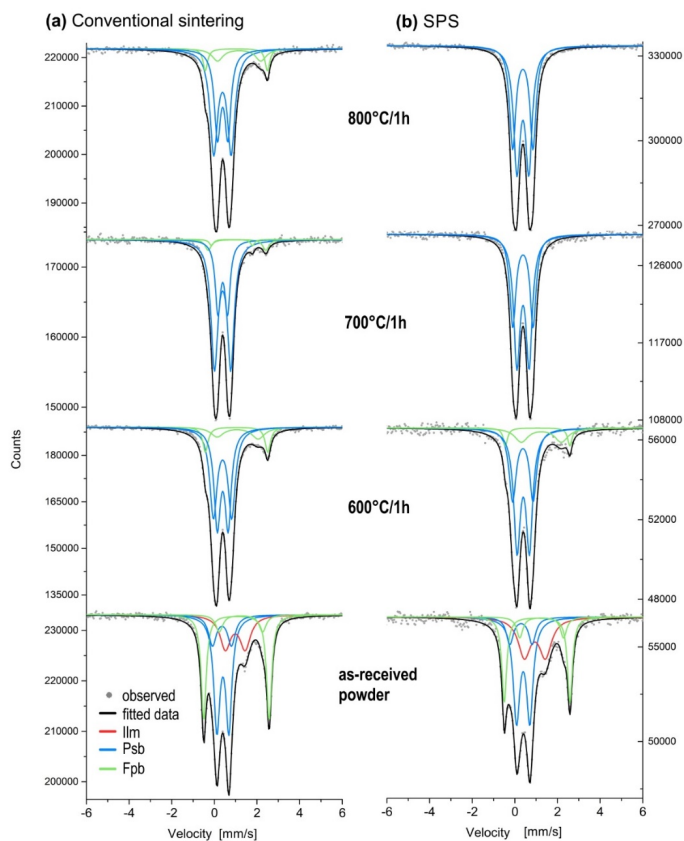 (a) Conventional sintering
(b) SPS
220000
210000
200000
190000
330000
300000
270000
800°C/1h
170000
160000
150000
126000
117000
108000
700°C/1h
180000
165000
150000
135000
56000
52000
48000
600°C/1h
230000
220000
210000
200000
55000
50000
as-received
powder
observed
fitted data
Ilm
Psb
Fpb
Counts
-6 -4 -2 0 2 4 6
-6 -4 -2 0 2 4 6
Velocity [mm/s]
Velocity [mm/s]